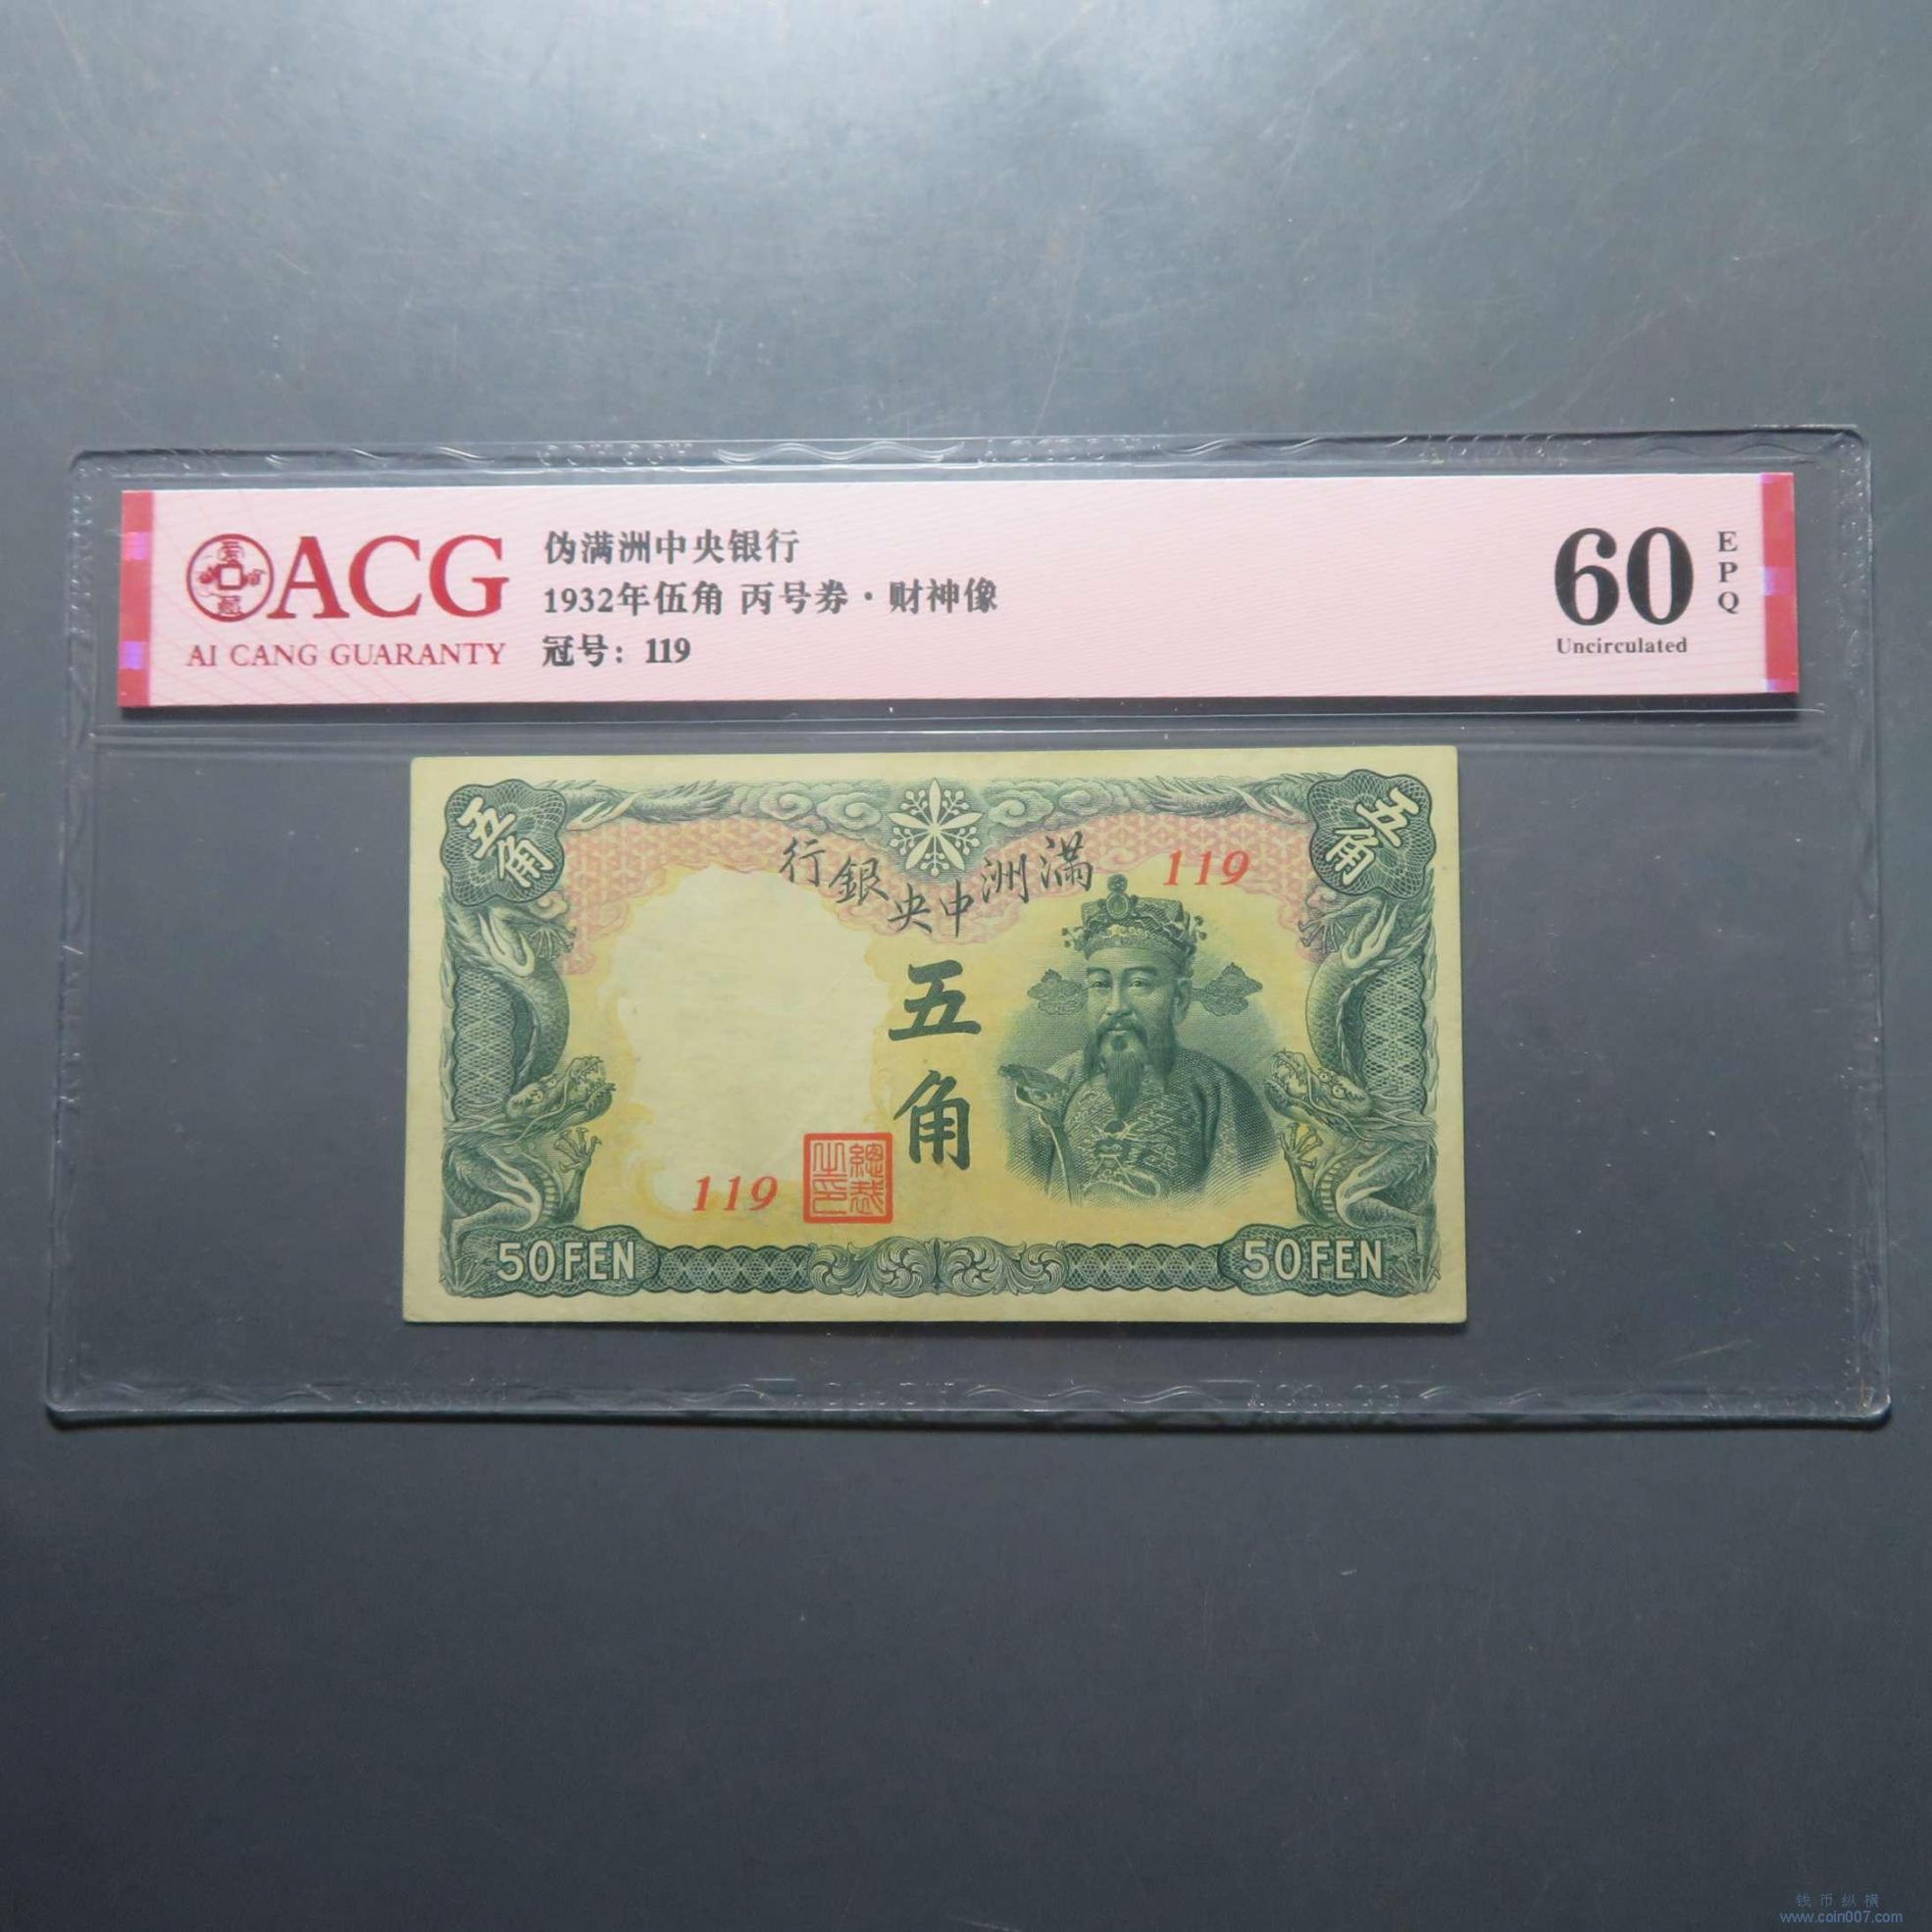 ACG
AI CANG GUARANTY
伪满洲中央银行
1932年伍角 丙号券·财神像
冠号：119
60
EPQ
Uncirculated
五角
五角
行銀央中洲滿
119
五角
119
總裁之印
50 FEN
50 FEN
钱币纵横
www.coin007.com